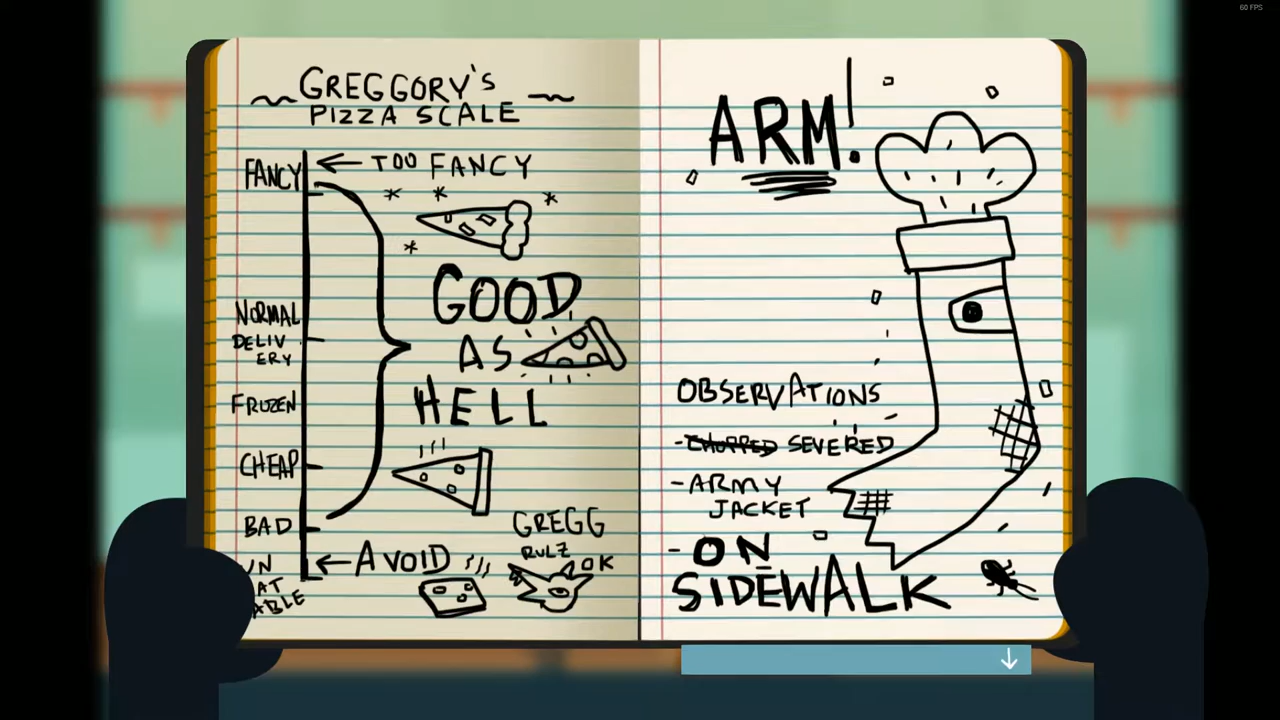 60 FPS
GREGGORY'S
PIZZA SCALE
FANCY
← TOO FANCY
GOOD
NORMAL
DELIV
ERY
AS
HELL
FROZEN
CHEAP
BAD
← AVOID
GREGG
RULZ
OK
ARM!
OBSERVATIONS
- CHOPPED SEVERED
- ARMY
JACKET
- ON
SIDEWALK